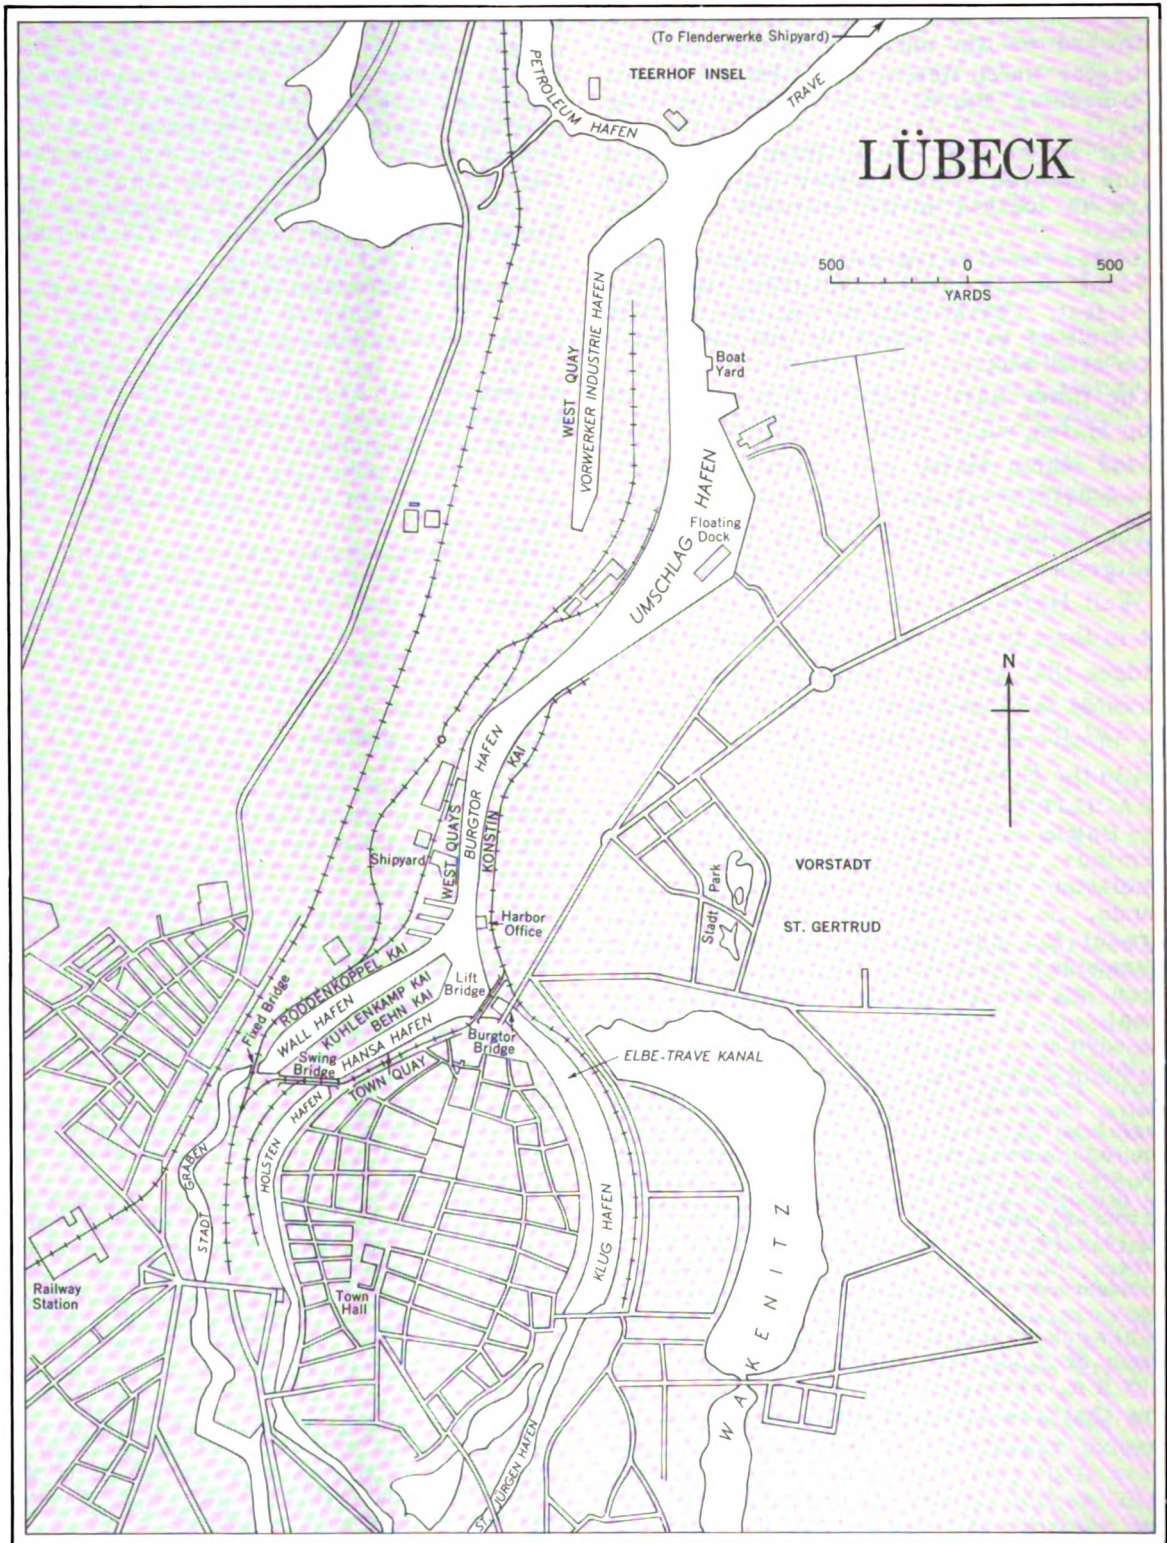 (To Flenderwerke Shipyard)
TEERHOF INSEL
PETROLEUM HAFEN
TRAVE
LÜBECK
500 0 500
YARDS
WEST QUAY
VORWERKER INDUSTRIE HAFEN
Boat
Yard
UMSCHLAG HAFEN
Floating
Dock
N
BURGTOR HAFEN
KONSTIN KAI
WEST QUAYS
Shipyard
VORSTADT
ST. GERTRUD
Stadt Park
Harbor
Office
Lift
Bridge
Fixed Bridge
RODDENKOPPEL KAI
WALL HAFEN
KUHLENKAMP KAI
BEHN KAI
HANSA HAFEN
Swing
Bridge
TOWN QUAY
Burgtor
Bridge
ELBE-TRAVE KANAL
HOLSTEN HAFEN
STADT GRABEN
KLUG HAFEN
WAKENITZ
Railway
Station
Town
Hall
ST. JÜRGEN HAFEN